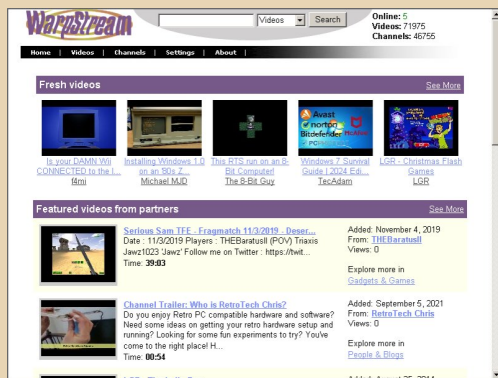 WarpStream
Videos
Search
Online: 5
Videos: 71975
Channels: 46755
Home | Videos | Channels | Settings | About |
Fresh videos
See More
Avast
norton
Bitdefender McAfee
Is your DAMN Wii CONNECTED to the I...
f4mi
Installing Windows 1.0 on an '80s Z...
Michael MJD
This RTS run on an 8-Bit Computer!
The 8-Bit Guy
Windows 7 Survival Guide | 2024 Edi...
TecAdam
LGR - Christmas Flash Games
LGR
Featured videos from partners
See More
Serious Sam TFE - Fragmatch 11/3/2019 - Deser...
Date : 11/3/2019 Players : THEBaratusII (POV) Triaxis
Jawz1023 'Jawz' Follow me on Twitter : https://twit...
Time: 39:03
Added: November 4, 2019
From: THEBaratusII
Views: 0
Explore more in
Gadgets & Games
Channel Trailer: Who is RetroTech Chris?
Do you enjoy Retro PC compatible hardware and software?
Need some ideas on getting your retro hardware setup and
running? Looking for some fun experiments to try? You've
come to the right place! H...
Time: 00:54
Added: September 5, 2021
From: RetroTech Chris
Views: 0
Explore more in
People & Blogs